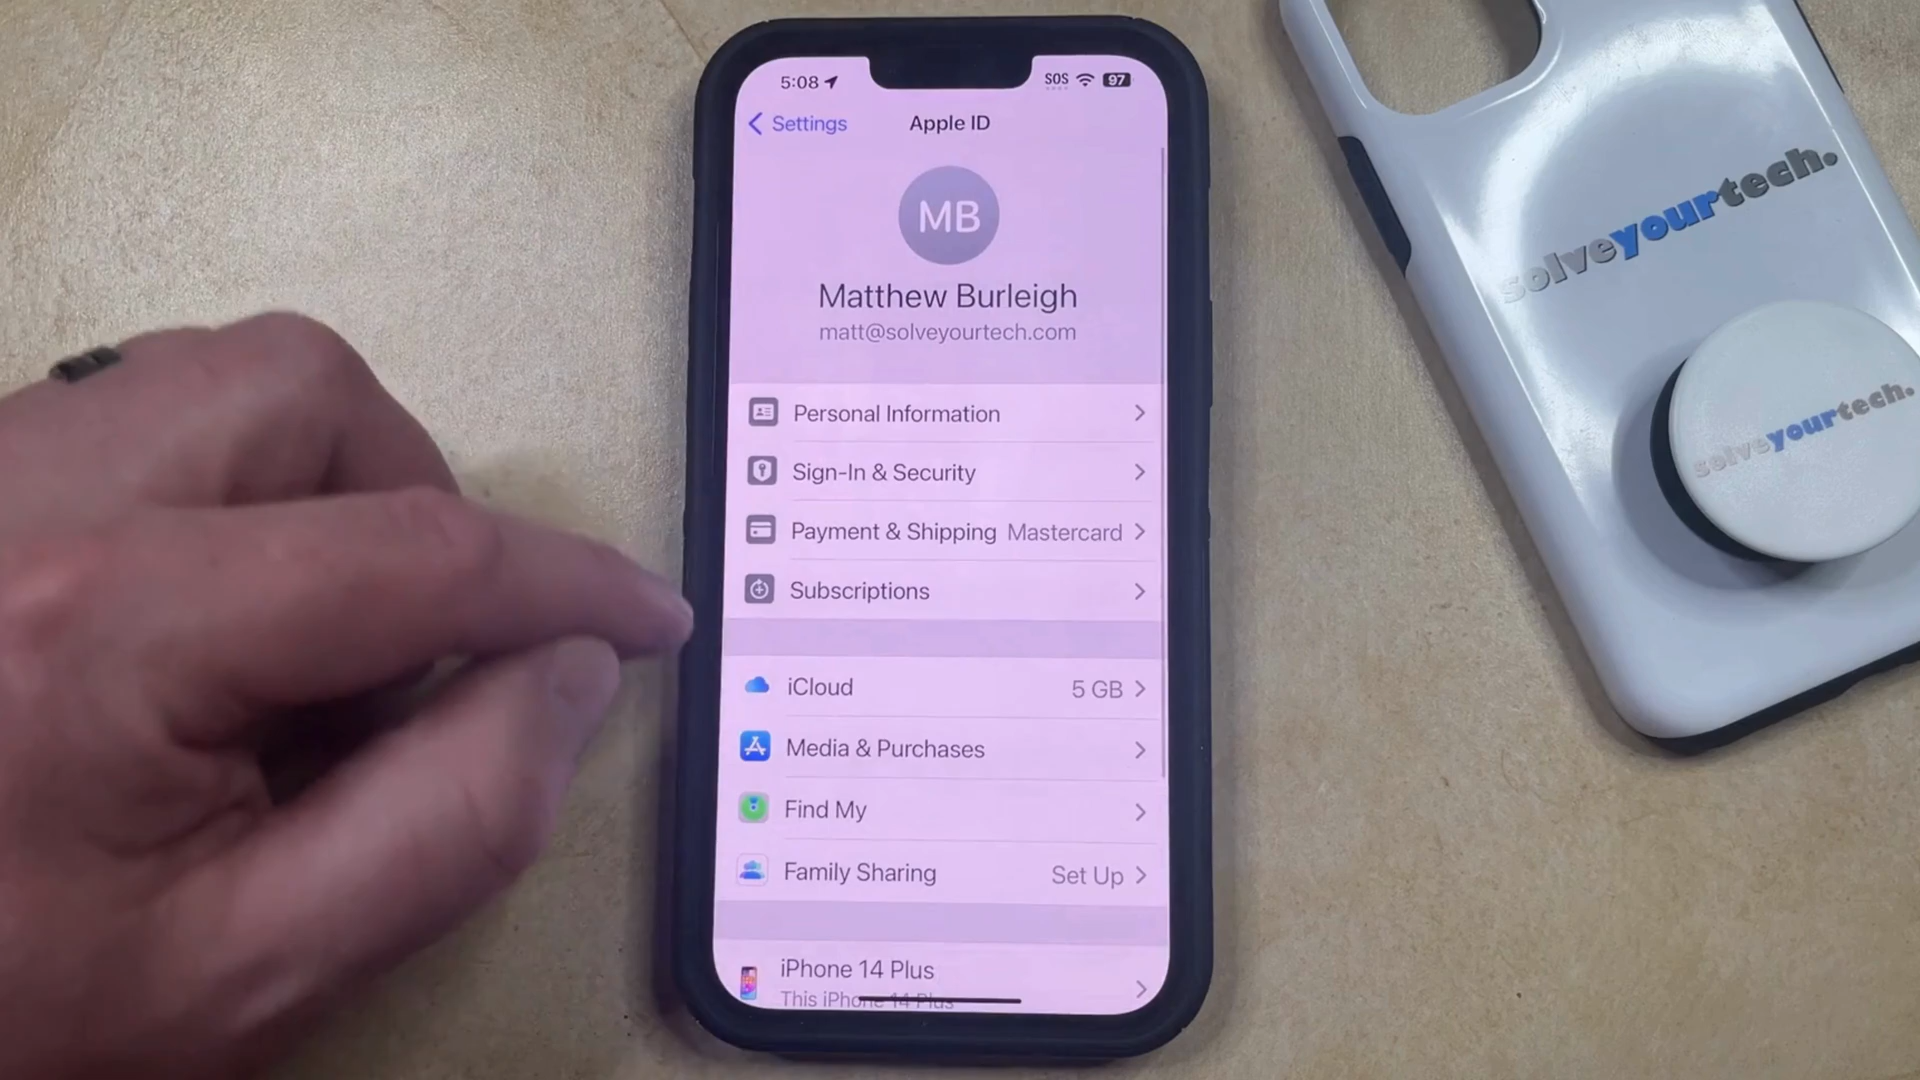 5:08
SOS
97
Settings
Apple ID
MB
Matthew Burleigh
matt@solveyourtech.com
Personal Information
Sign-In & Security
Payment & Shipping Mastercard
Subscriptions
iCloud 5 GB
Media & Purchases
Find My
Family Sharing Set Up
iPhone 14 Plus
This iPhone 14 Plus
solveyourtech.
solveyourtech.